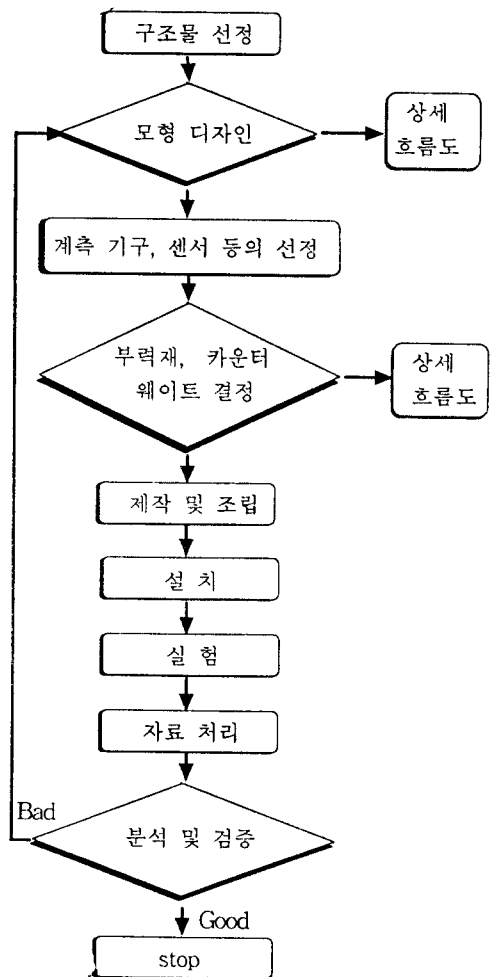 구조물 선정
모형 디자인
상세
흐름도
계측 기구, 센서 등의 선정
부력재, 카운터
웨이트 결정
상세
흐름도
제작 및 조립
설 치
실 험
자료 처리
Bad
분석 및 검증
Good
stop